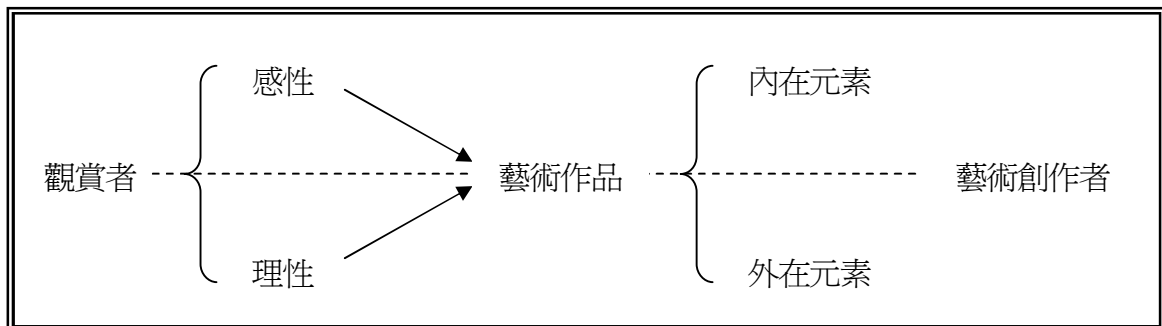 感性
內在元素
觀賞者
藝術作品
藝術創作者
理性
外在元素